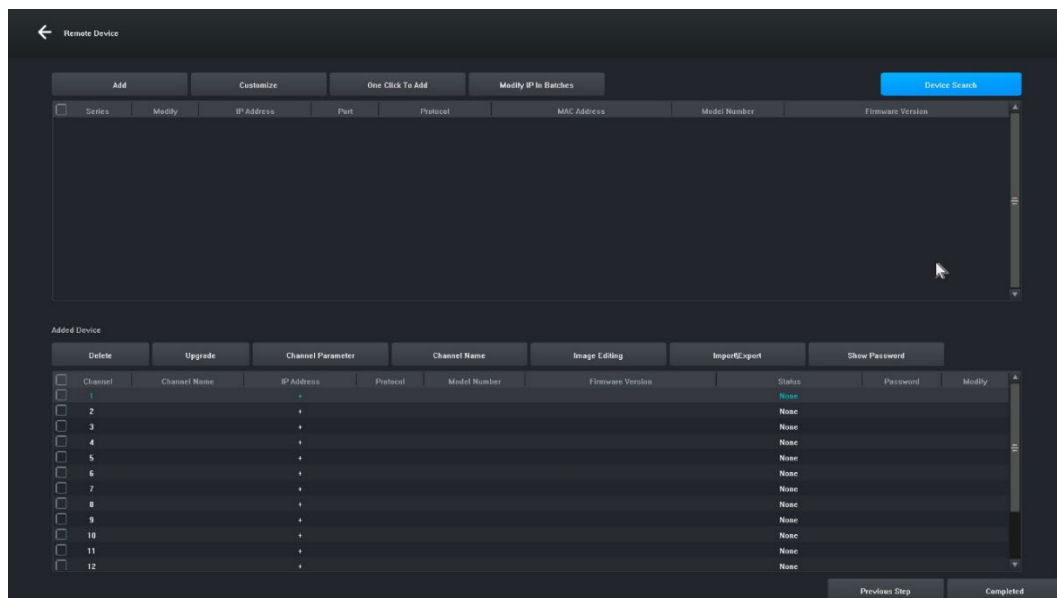 Remote Device
Add Customize One Click To Add Modify IP In Batches Device Search
Series Modify IP Address Port Protocol MAC Address Model Number Firmware Version
Added Device
Delete Upgrade Channel Parameter Channel Name Image Editing Import\Export Show Password
Channel Channel Name IP Address Protocol Model Number Firmware Version Status Password Modify
1 + None
2 + None
3 + None
4 + None
5 + None
6 + None
7 + None
8 + None
9 + None
10 + None
11 + None
12 + None
Previous Step Completed